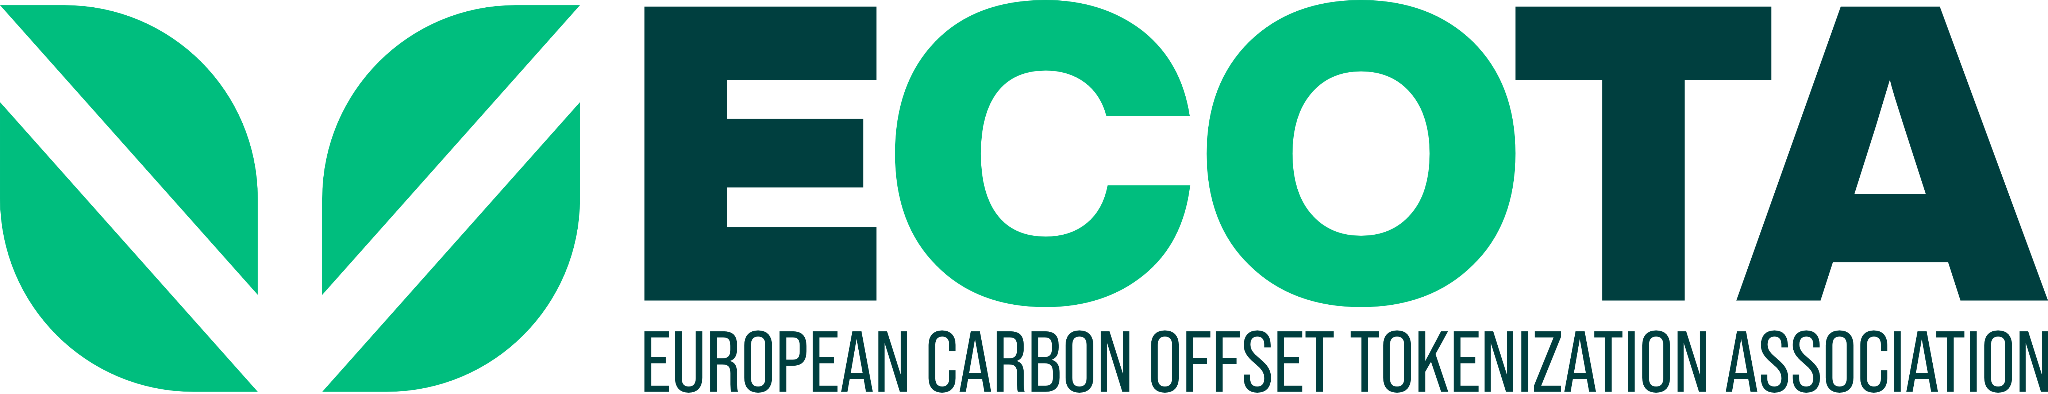 ECOTA
EUROPEAN CARBON OFFSET TOKENIZATION ASSOCIATION